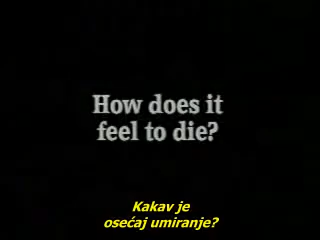 How does it
feel to die?
Kakav je
osećaj umiranje?